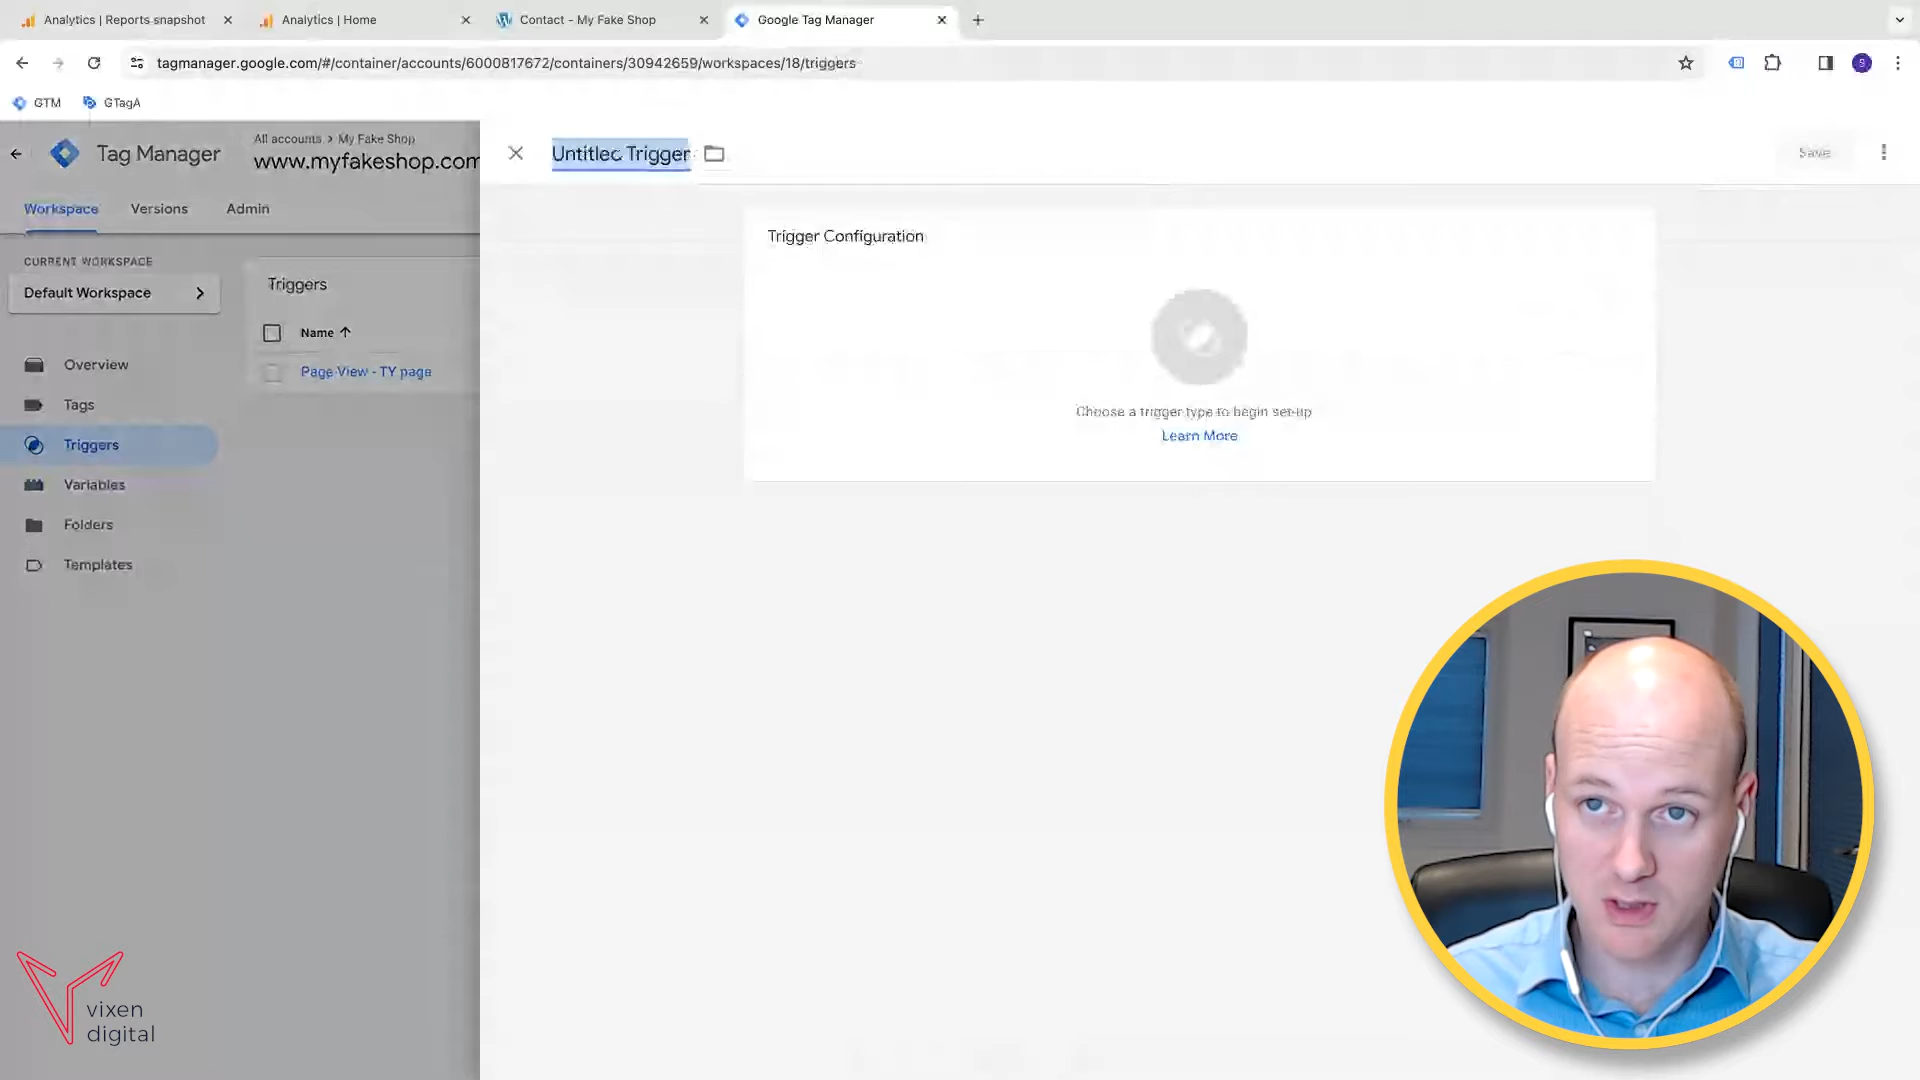 Analytics | Reports snapshot
Analytics | Home
Contact - My Fake Shop
Google Tag Manager
tagmanager.google.com/#/container/accounts/6000817672/containers/30942659/workspaces/18/triggers
S
GTM
GTagA
Tag Manager
All accounts > My Fake Shop
www.myfakeshop.com
Untitled Trigger
Save
Workspace
Versions
Admin
CURRENT WORKSPACE
Default Workspace
Overview
Tags
Triggers
Variables
Folders
Templates
Triggers
Name
Page View - TY page
Trigger Configuration
Choose a trigger type to begin set-up
Learn More
vixen
digital